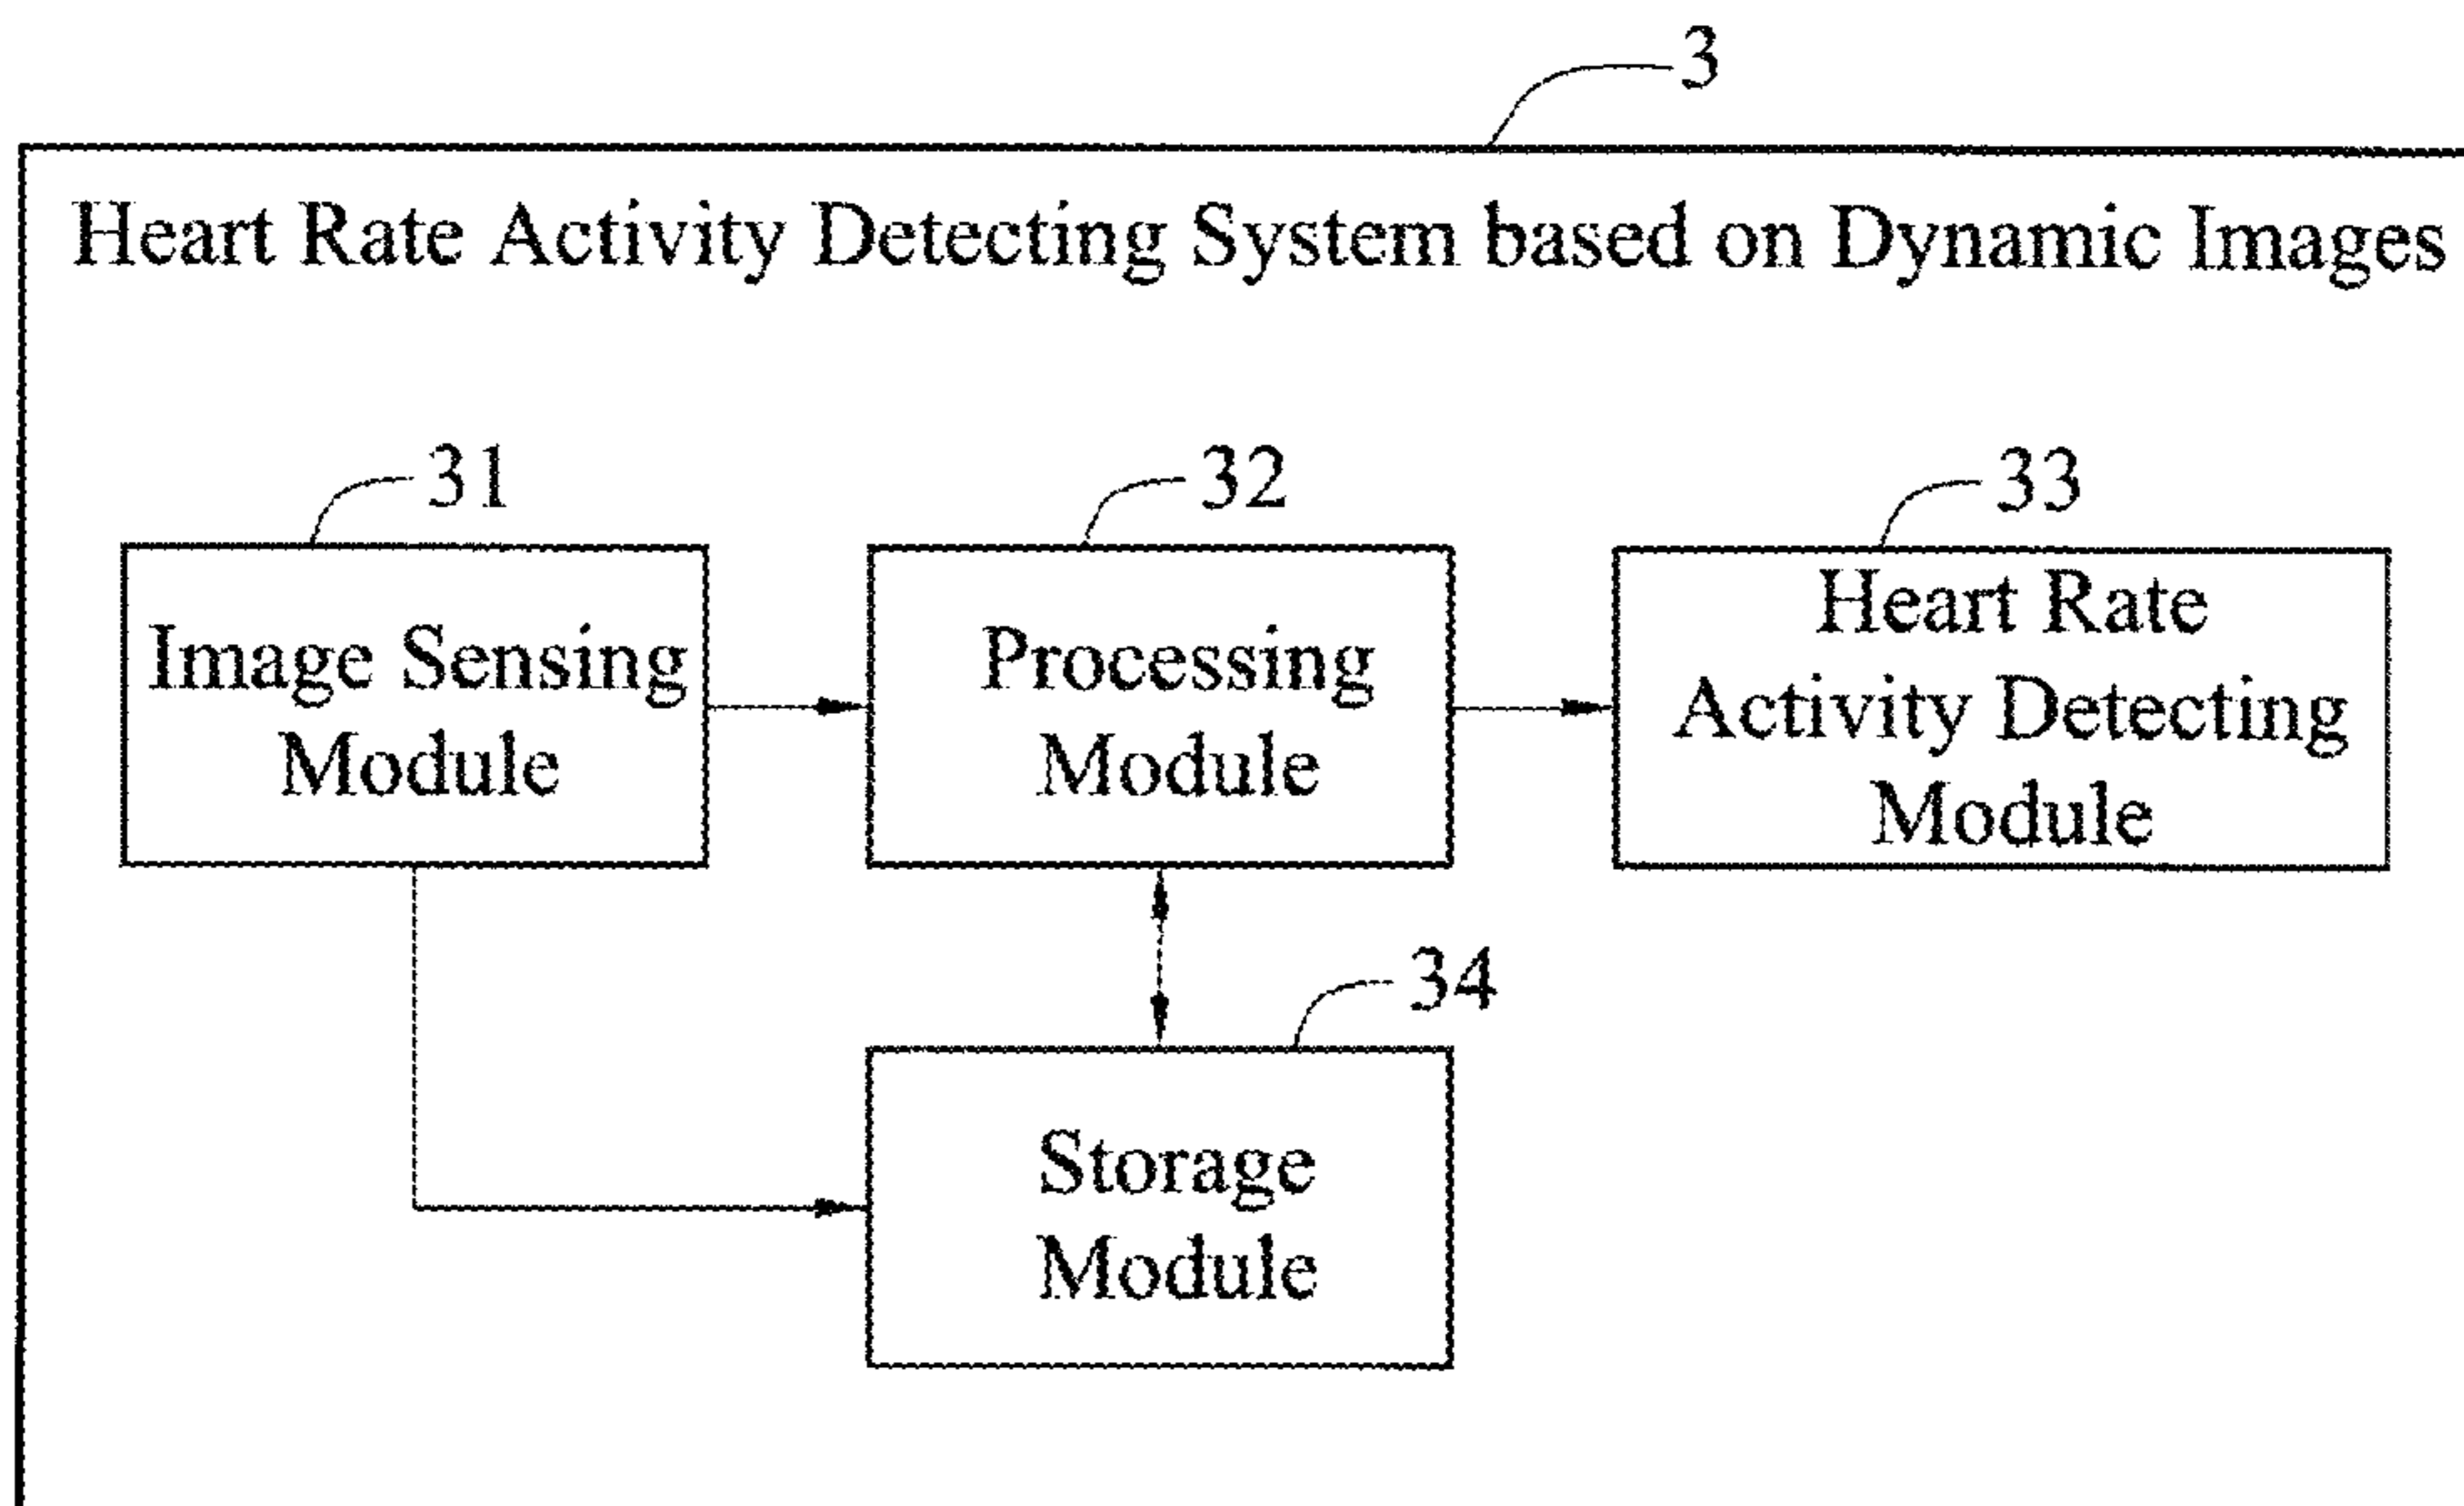 3
Heart Rate Activity Detecting System based on Dynamic Images
31
32
33
Image Sensing
Module
Processing
Module
Heart Rate
Activity Detecting
Module
34
Storage
Module